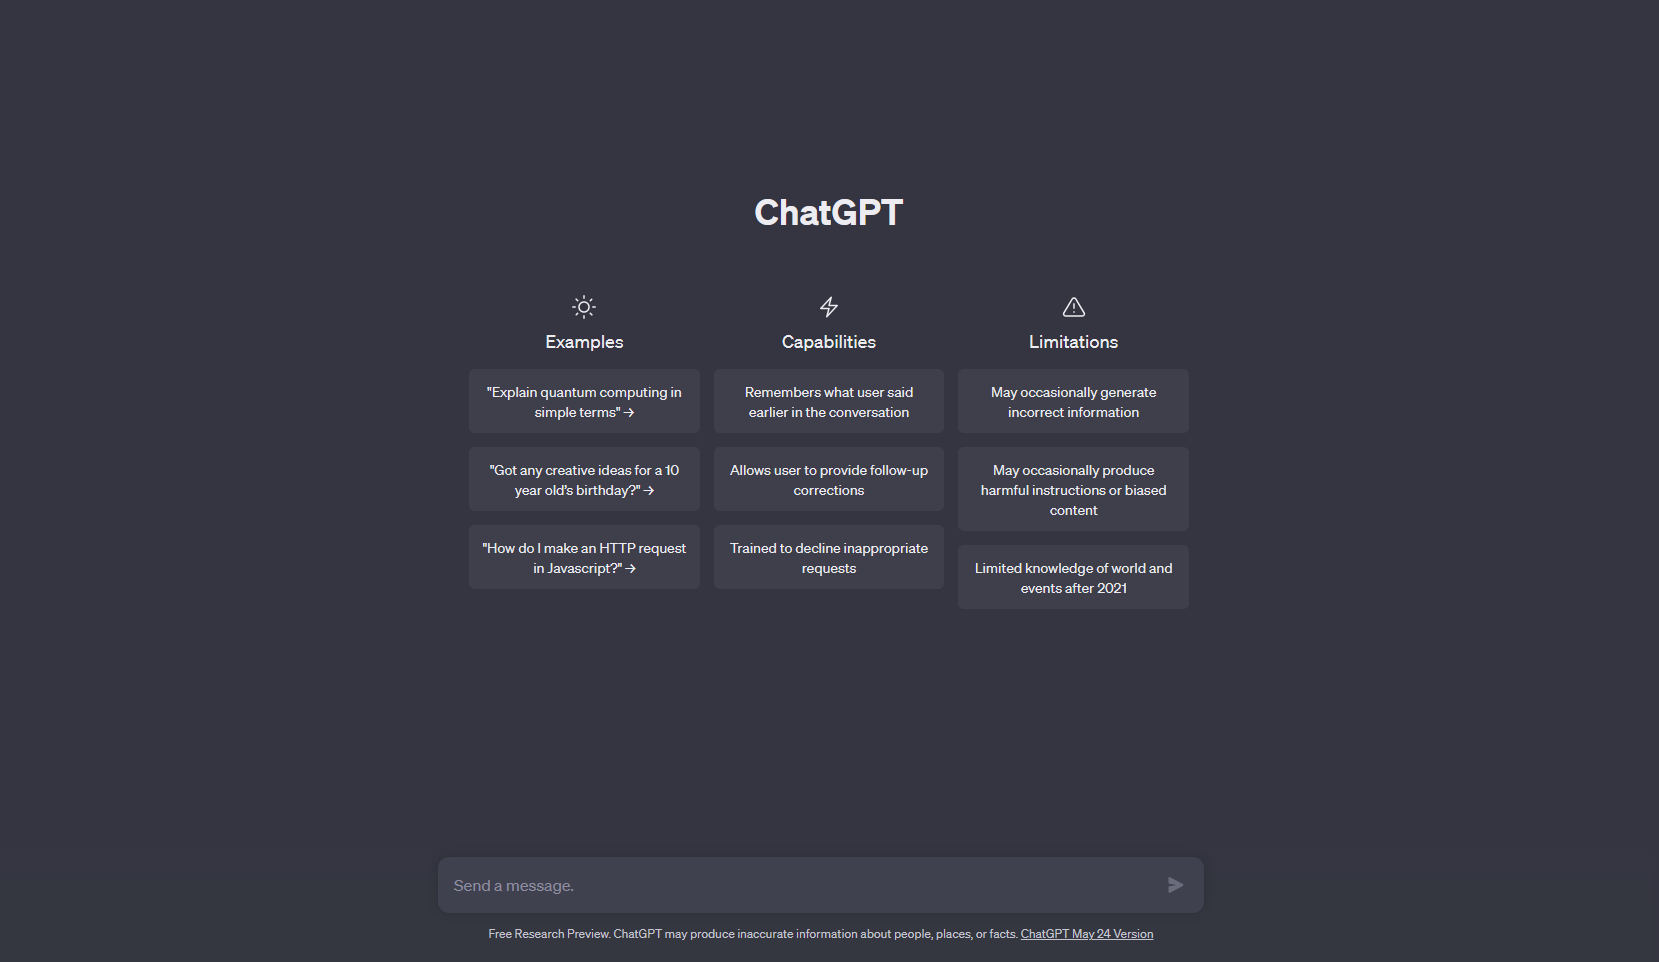 ChatGPT
Examples
"Explain quantum computing in
simple terms" →
"Got any creative ideas for a 10
year old's birthday?" →
"How do I make an HTTP request
in Javascript?" →
Capabilities
Remembers what user said
earlier in the conversation
Allows user to provide follow-up
corrections
Trained to decline inappropriate
requests
Limitations
May occasionally generate
incorrect information
May occasionally produce
harmful instructions or biased
content
Limited knowledge of world and
events after 2021
Send a message.
Free Research Preview. ChatGPT may produce inaccurate information about people, places, or facts. ChatGPT May 24 Version